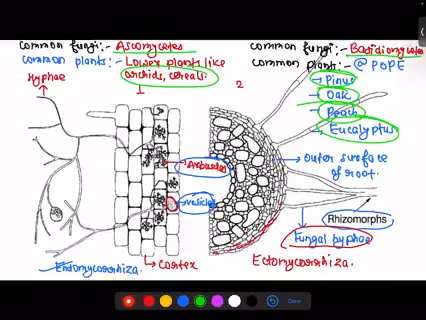 common fungi:- Ascomycetes
common plants:- Lower plants like
orchids, cereals.
Hyphae
1
Arbuscules
vesicles
Cortex
Endomycorrhiza.
common fungi:- Basidiomycetes
common plants:- @ POPE
Pinus
Oak
Peach
Eucalyptus
2
outer surface
of root.
Rhizomorphs
Fungal hyphae
Ectomycorrhiza.
Done